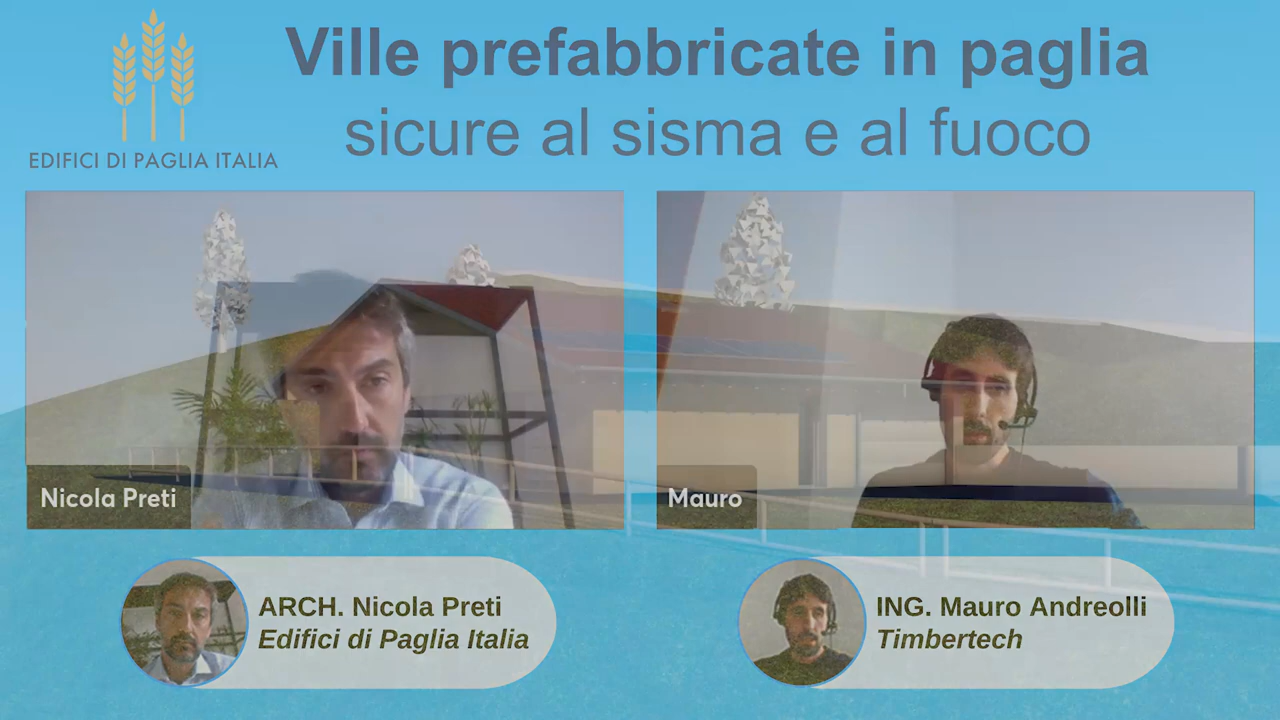 Ville prefabbricate in paglia
sicure al sisma e al fuoco
EDIFICI DI PAGLIA ITALIA
Nicola Preti
Mauro
ARCH. Nicola Preti
Edifici di Paglia Italia
ING. Mauro Andreolli
Timbertech